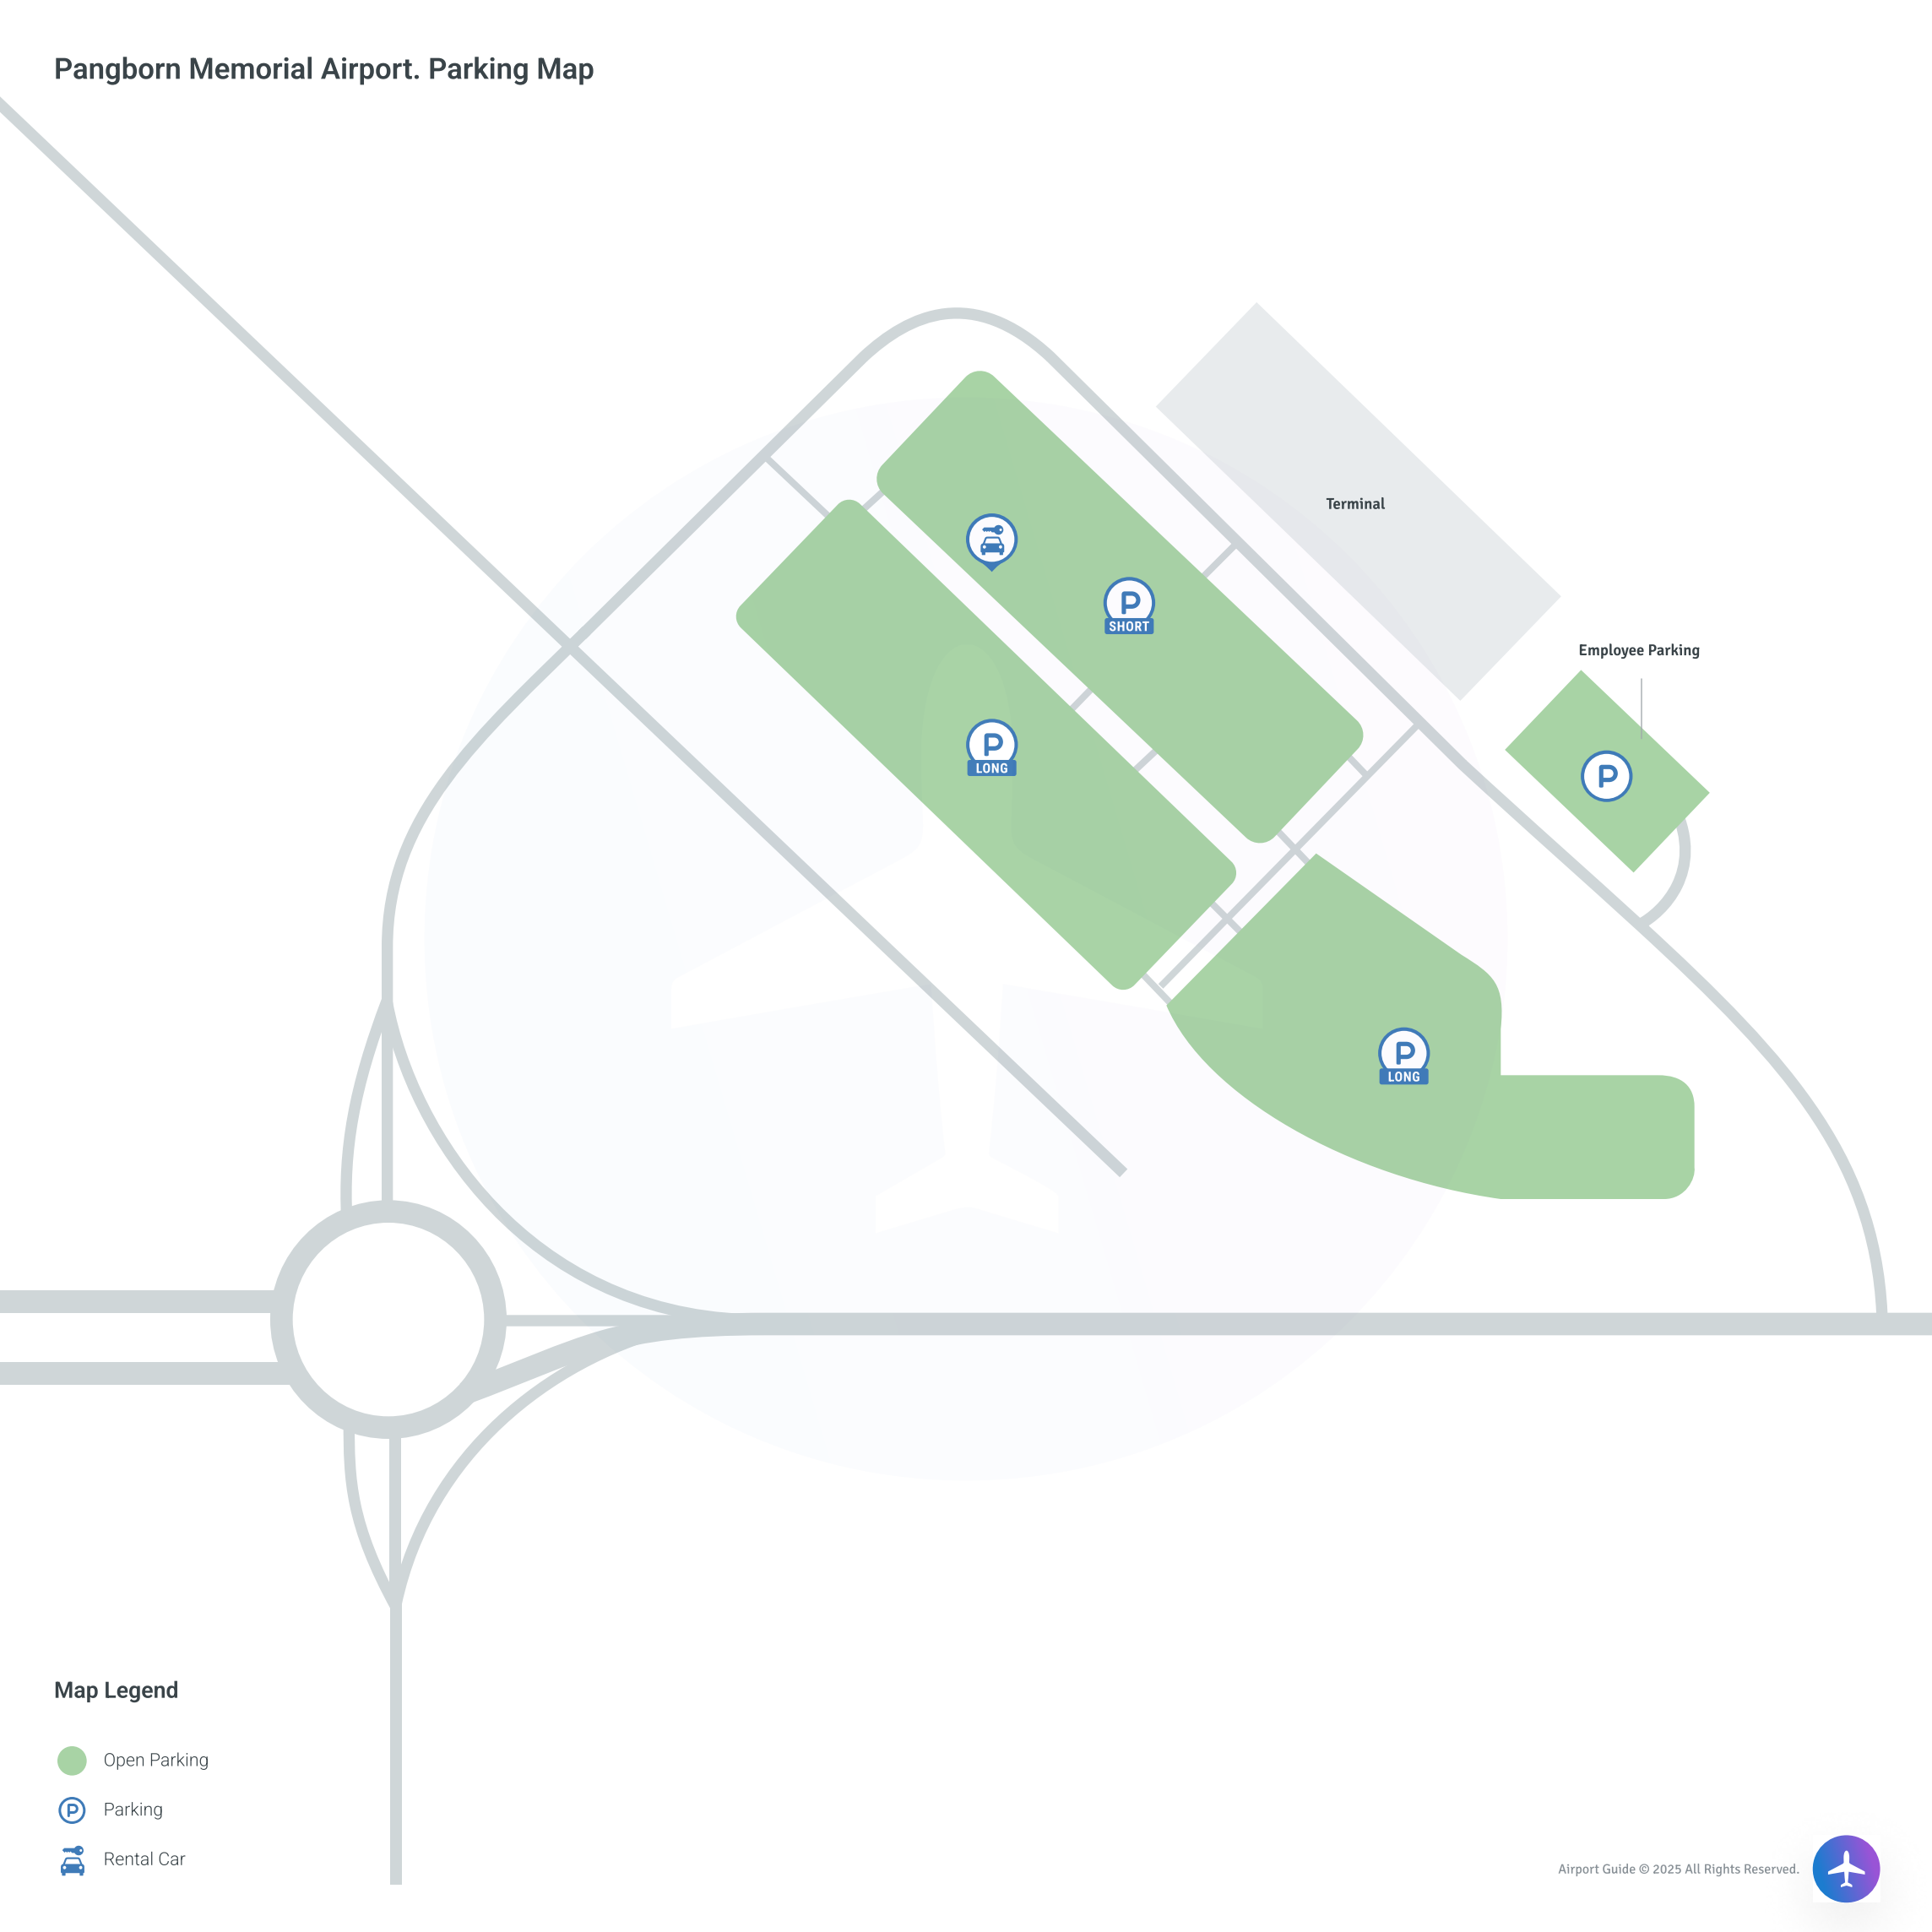 Pangborn Memorial Airport. Parking Map
Terminal
P
SHORT
Employee Parking
P
LONG
P
P
LONG
Map Legend
Open Parking
P
Parking
Rental Car
Airport Guide © 2025 All Rights Reserved.